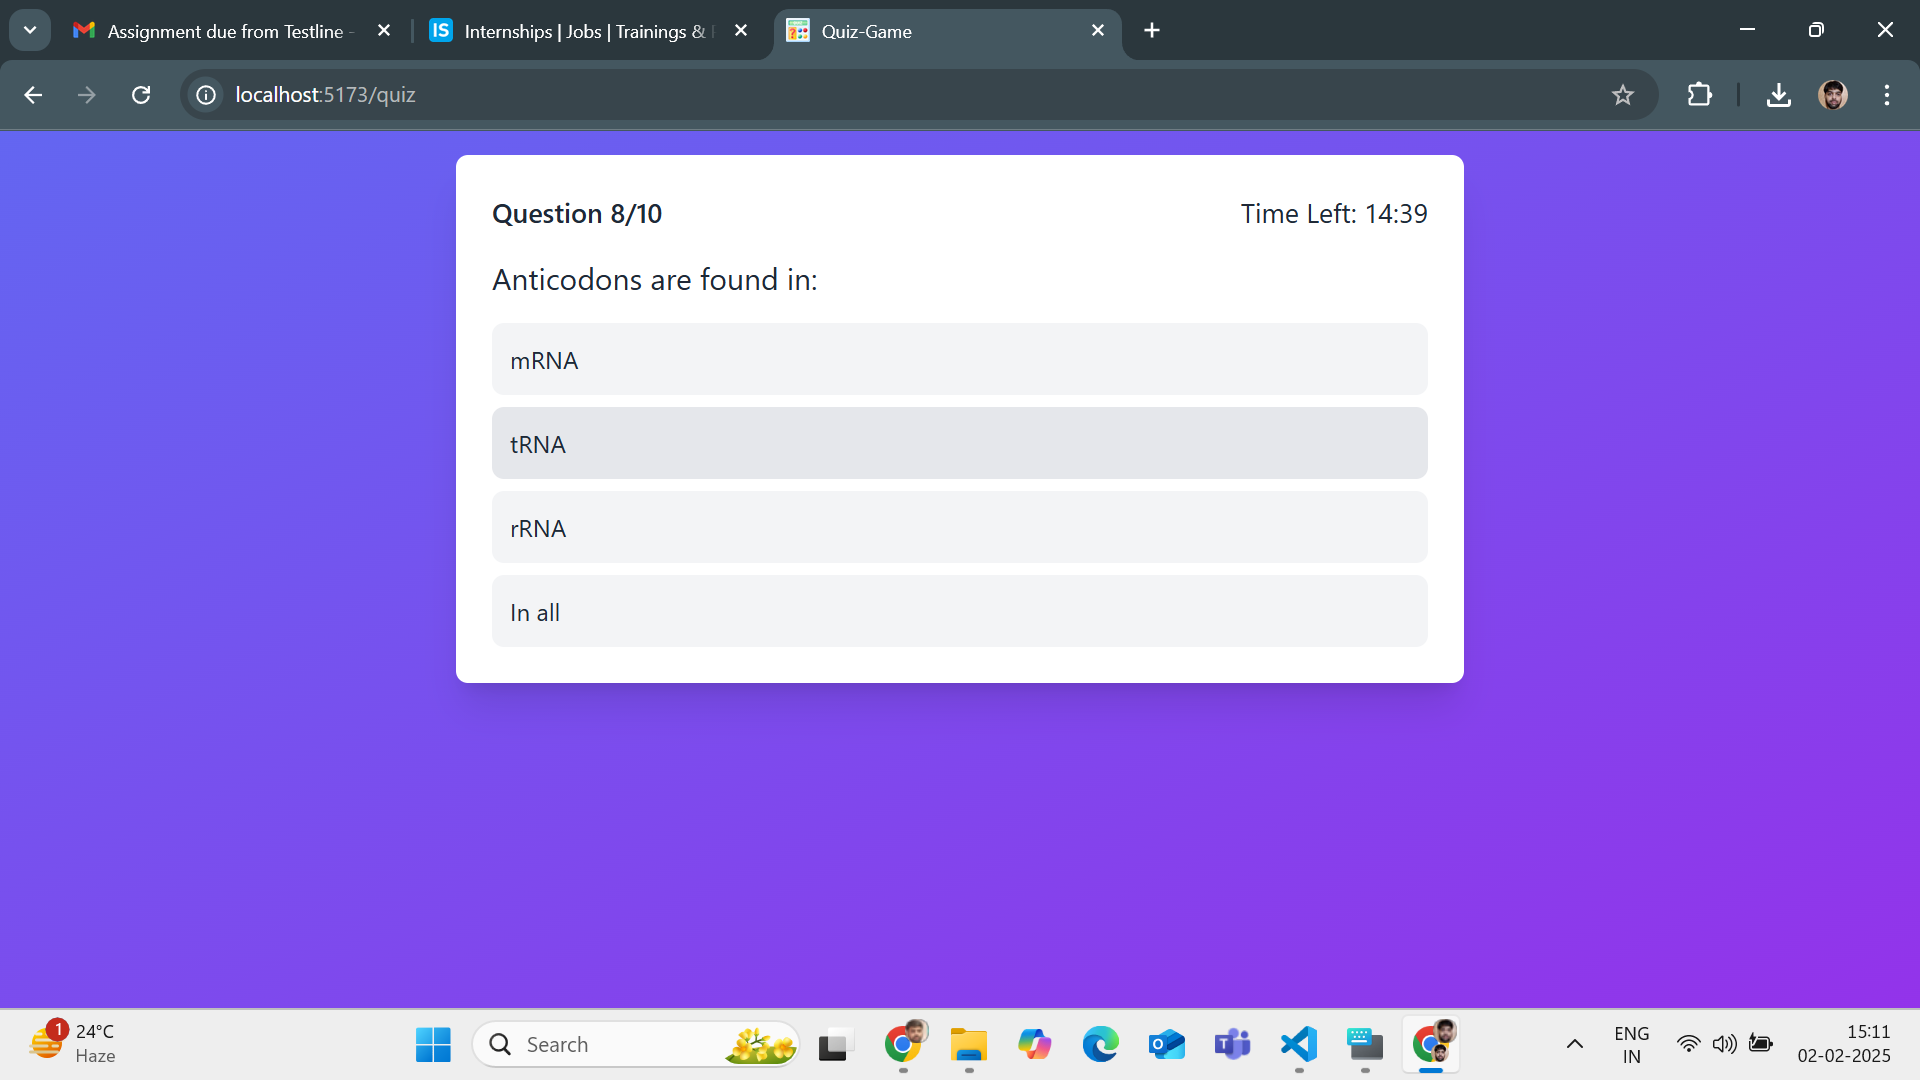 Assignment due from Testline -
IS
Internships | Jobs | Trainings &
Quiz-Game
localhost:5173/quiz
Question 8/10
Time Left: 14:39
Anticodons are found in:
mRNA
tRNA
rRNA
In all
1
24°C
Haze
Search
ENG
IN
15:11
02-02-2025